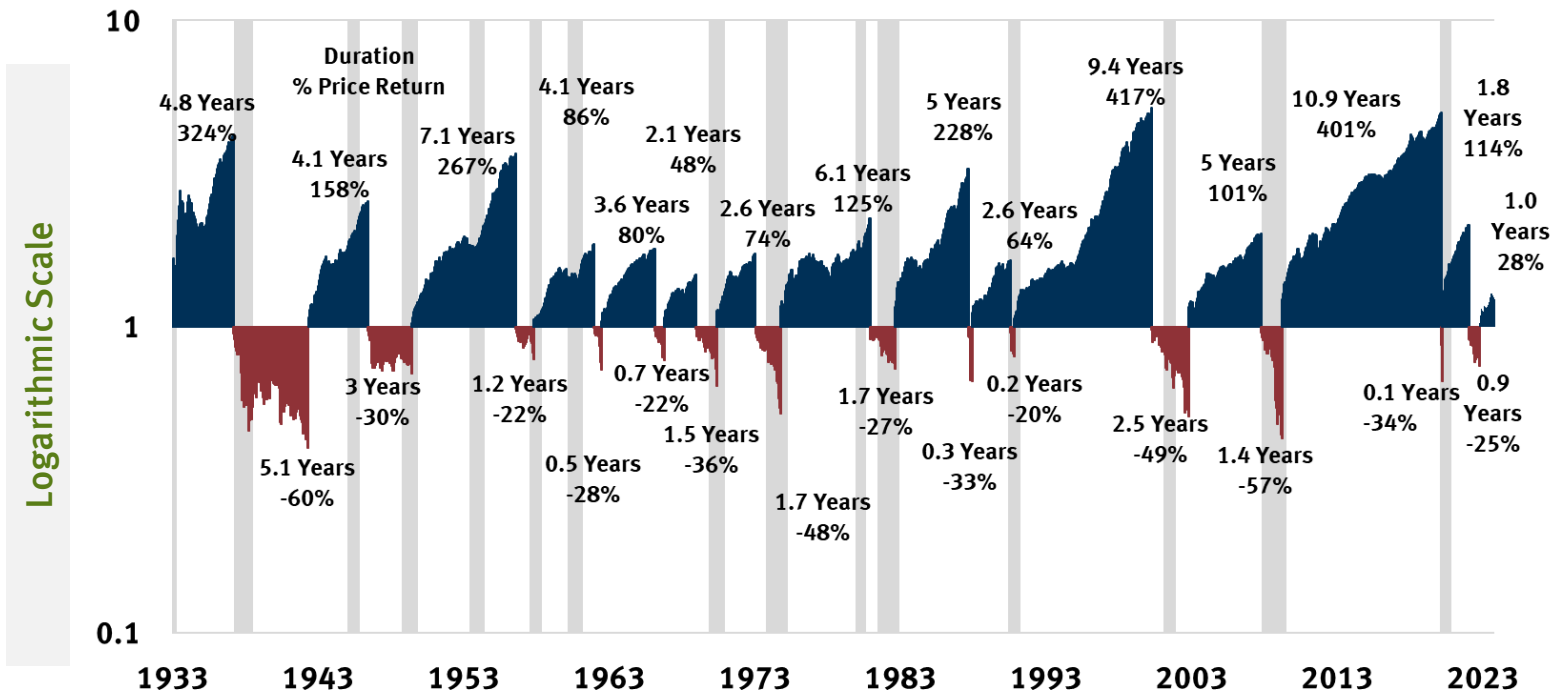 10
Duration
% Price Return
4.8 Years
324%
4.1 Years
158%
7.1 Years
267%
4.1 Years
86%
3.6 Years
80%
2.1 Years
48%
2.6 Years
74%
6.1 Years
125%
5 Years
228%
2.6 Years
64%
9.4 Years
417%
5 Years
101%
10.9 Years
401%
1.8
Years
114%
1.0
Years
28%
Logarithmic Scale
1
5.1 Years
-60%
3 Years
-30%
1.2 Years
-22%
0.5 Years
-28%
0.7 Years
-22%
1.5 Years
-36%
1.7 Years
-48%
1.7 Years
-27%
0.3 Years
-33%
0.2 Years
-20%
2.5 Years
-49%
1.4 Years
-57%
0.1 Years
-34%
0.9
Years
-25%
0.1
1933
1943
1953
1963
1973
1983
1993
2003
2013
2023